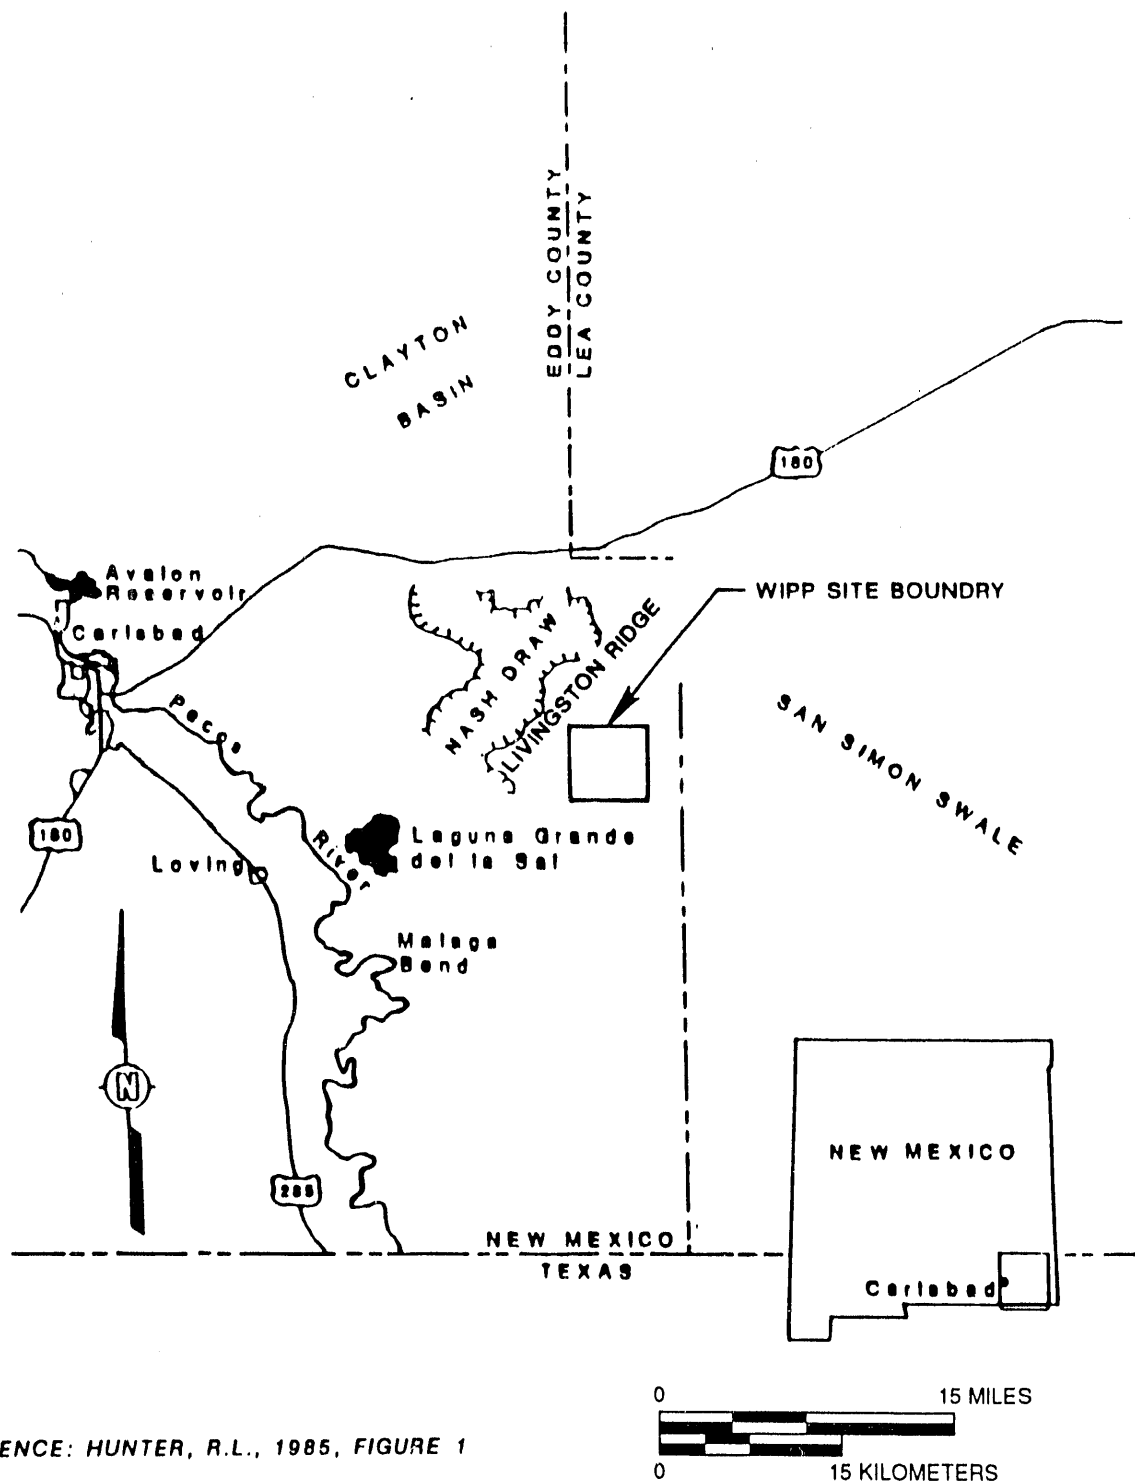 EDDY COUNTY
LEA COUNTY
CLAYTON
BASIN
180
Avalon
Reservoir
Carlsbad
WIPP SITE BOUNDRY
NASH DRAW
LIVINGSTON RIDGE
Pecos
River
SAN SIMON SWALE
180
Laguna Grande
del la Sal
Loving
Malaga
Bend
N
NEW MEXICO
285
NEW MEXICO
TEXAS
Carlsbad
0
15 MILES
0
15 KILOMETERS
ENCE: HUNTER, R.L., 1985, FIGURE 1